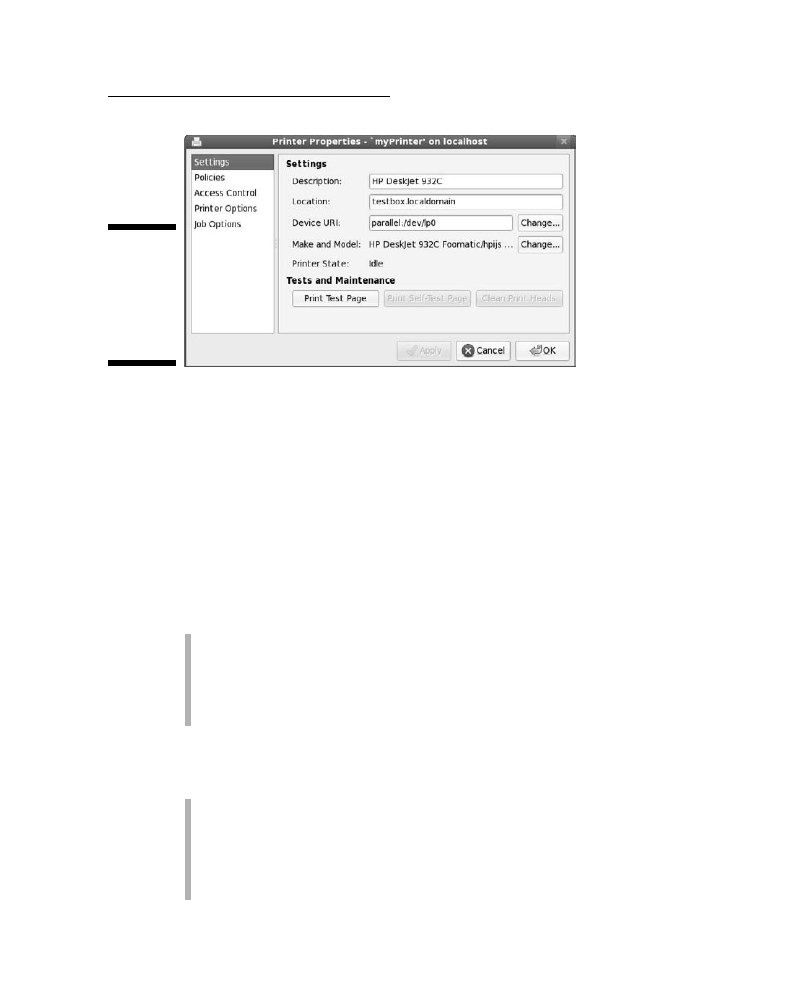 Printer Properties - `myPrinter' on localhost
Settings
Policies
Access Control
Printer Options
Job Options
Settings
Description: HP DeskJet 932C
Location: testbox.localdomain
Device URI: parallel:/dev/lp0 Change...
Make and Model: HP DeskJet 932C Foomatic/hpijs ... Change...
Printer State: Idle
Tests and Maintenance
Print Test Page Print Self-Test Page Clean Print Heads
Apply Cancel OK